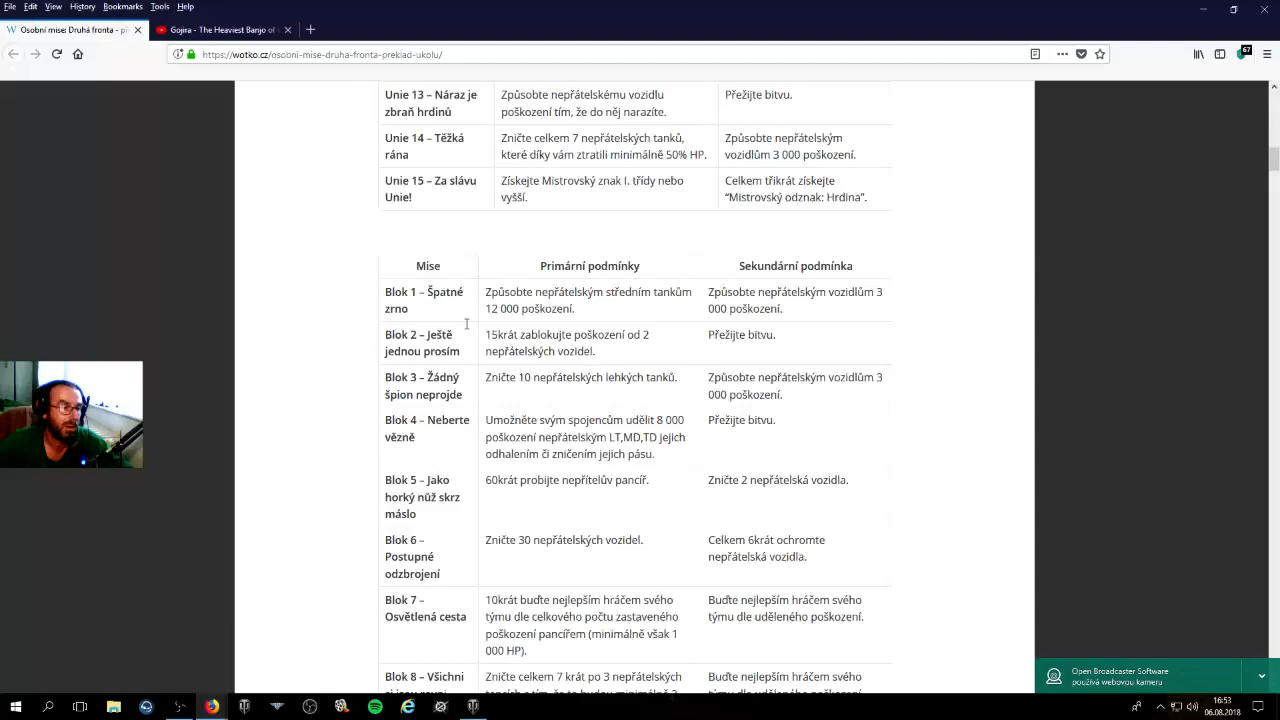 File Edit View History Bookmarks Tools Help
Osobní mise: Druhá fronta - př
Gojira - The Heaviest Banjo of
https://wotko.cz/osobni-mise-druha-fronta-preklad-ukolu/
67
Unie 13 – Náraz je
zbraň hrdinů
Způsobte nepřátelskému vozidlu
poškození tím, že do něj narazíte.
Přežijte bitvu.
Unie 14 – Těžká
rána
Zničte celkem 7 nepřátelských tanků,
které díky vám ztratili minimálně 50% HP.
Způsobte nepřátelským
vozidlům 3 000 poškození.
Unie 15 – Za slávu
Unie!
Získejte Mistrovský znak I. třídy nebo
vyšší.
Celkem třikrát získejte
“Mistrovský odznak: Hrdina”.
Mise
Primární podmínky
Sekundární podmínka
Blok 1 – Špatné
zrno
Způsobte nepřátelským středním tankům
12 000 poškození.
Způsobte nepřátelským vozidlům 3
000 poškození.
Blok 2 – Ještě
jednou prosím
15krát zablokujte poškození od 2
nepřátelských vozidel.
Přežijte bitvu.
Blok 3 – Žádný
špion neprojde
Zničte 10 nepřátelských lehkých tanků.
Způsobte nepřátelským vozidlům 3
000 poškození.
Blok 4 – Neberte
vězně
Umožněte svým spojencům udělit 8 000
poškození nepřátelským LT,MD,TD jejich
odhalením či zničením jejich pásu.
Přežijte bitvu.
Blok 5 – Jako
horký nůž skrz
máslo
60krát probijte nepřítelův pancíř.
Zničte 2 nepřátelská vozidla.
Blok 6 –
Postupné
odzbrojení
Zničte 30 nepřátelských vozidel.
Celkem 6krát ochromte
nepřátelská vozidla.
Blok 7 –
Osvětlená cesta
10krát buďte nejlepším hráčem svého
týmu dle celkového počtu zastaveného
poškození pancířem (minimálně však 1
000 HP).
Buďte nejlepším hráčem svého
týmu dle uděleného poškození.
Blok 8 – Všichni
Zničte celkem 7 krát po 3 nepřátelských
Buďte nejlepším hráčem svého
Open Broadcaster Software
používá webovou kameru
16:53
06.08.2018